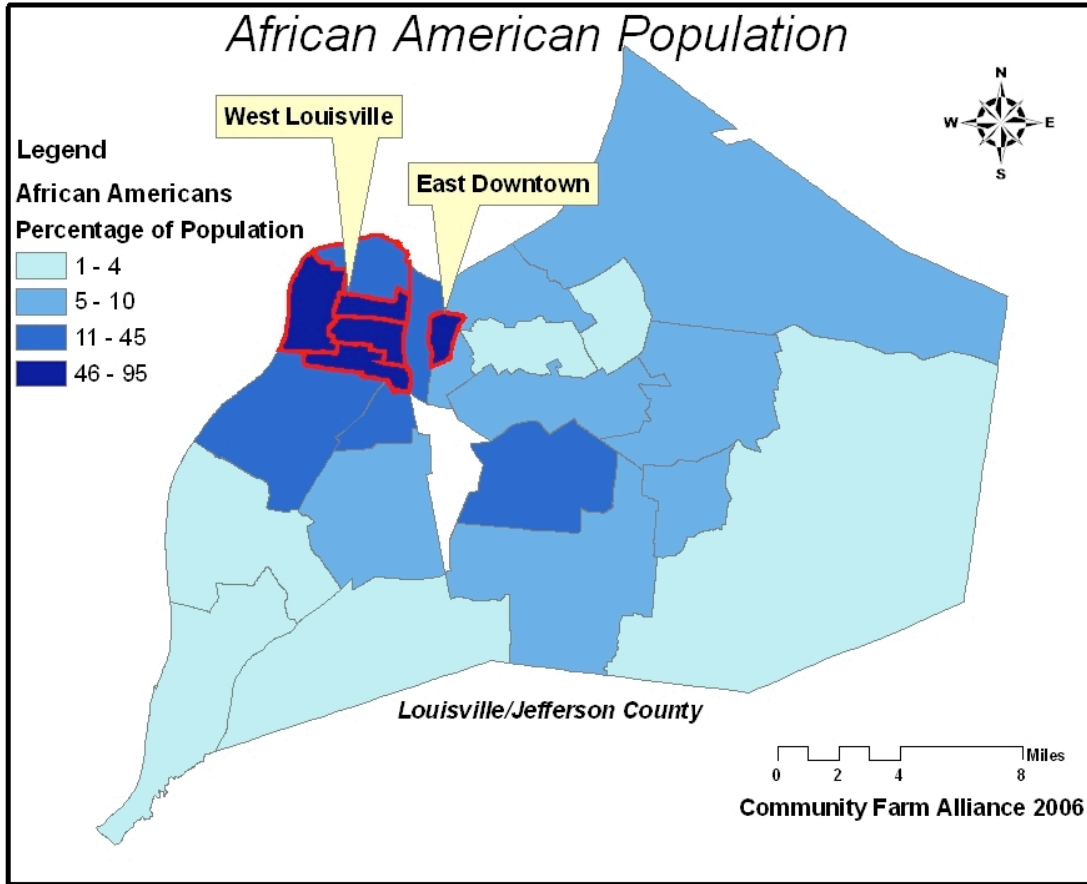 African American Population
N
W E
S
West Louisville
East Downtown
Legend
African Americans
Percentage of Population
1 - 4
5 - 10
11 - 45
46 - 95
Louisville/Jefferson County
Miles
0 2 4 8
Community Farm Alliance 2006